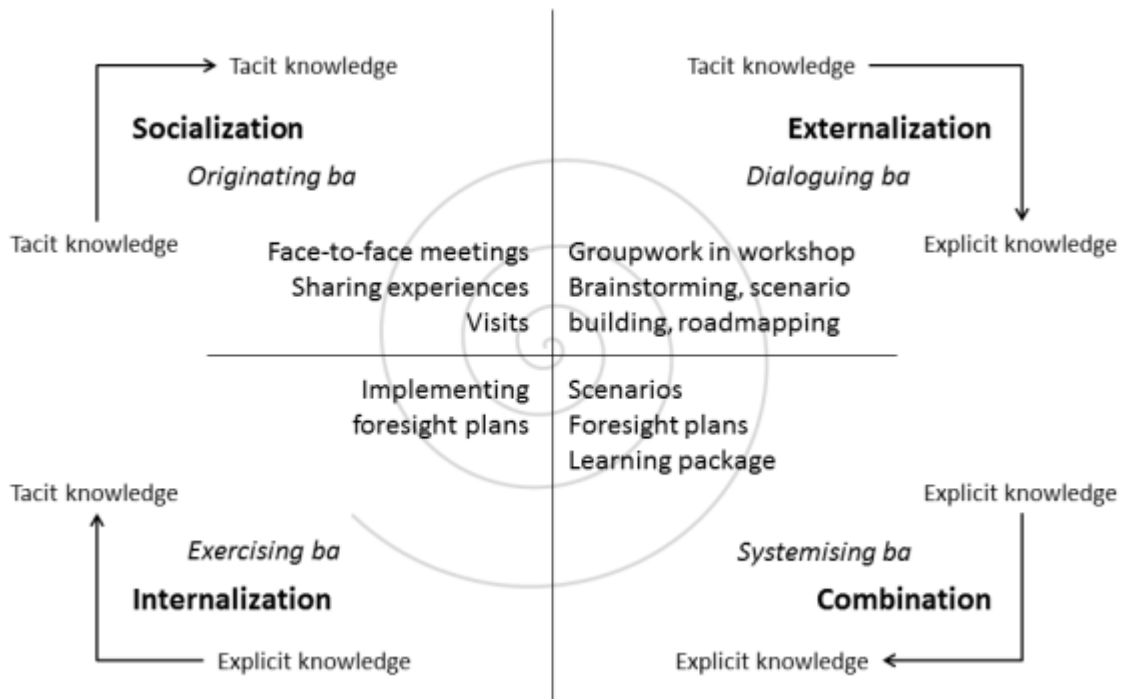 Tacit knowledge
Socialization
Originating ba
Tacit knowledge
Face-to-face meetings
Sharing experiences
Visits
Tacit knowledge
Externalization
Dialoguing ba
Explicit knowledge
Groupwork in workshop
Brainstorming, scenario
building, roadmapping
Implementing
foresight plans
Tacit knowledge
Exercising ba
Internalization
Explicit knowledge
Scenarios
Foresight plans
Learning package
Explicit knowledge
Systemising ba
Combination
Explicit knowledge